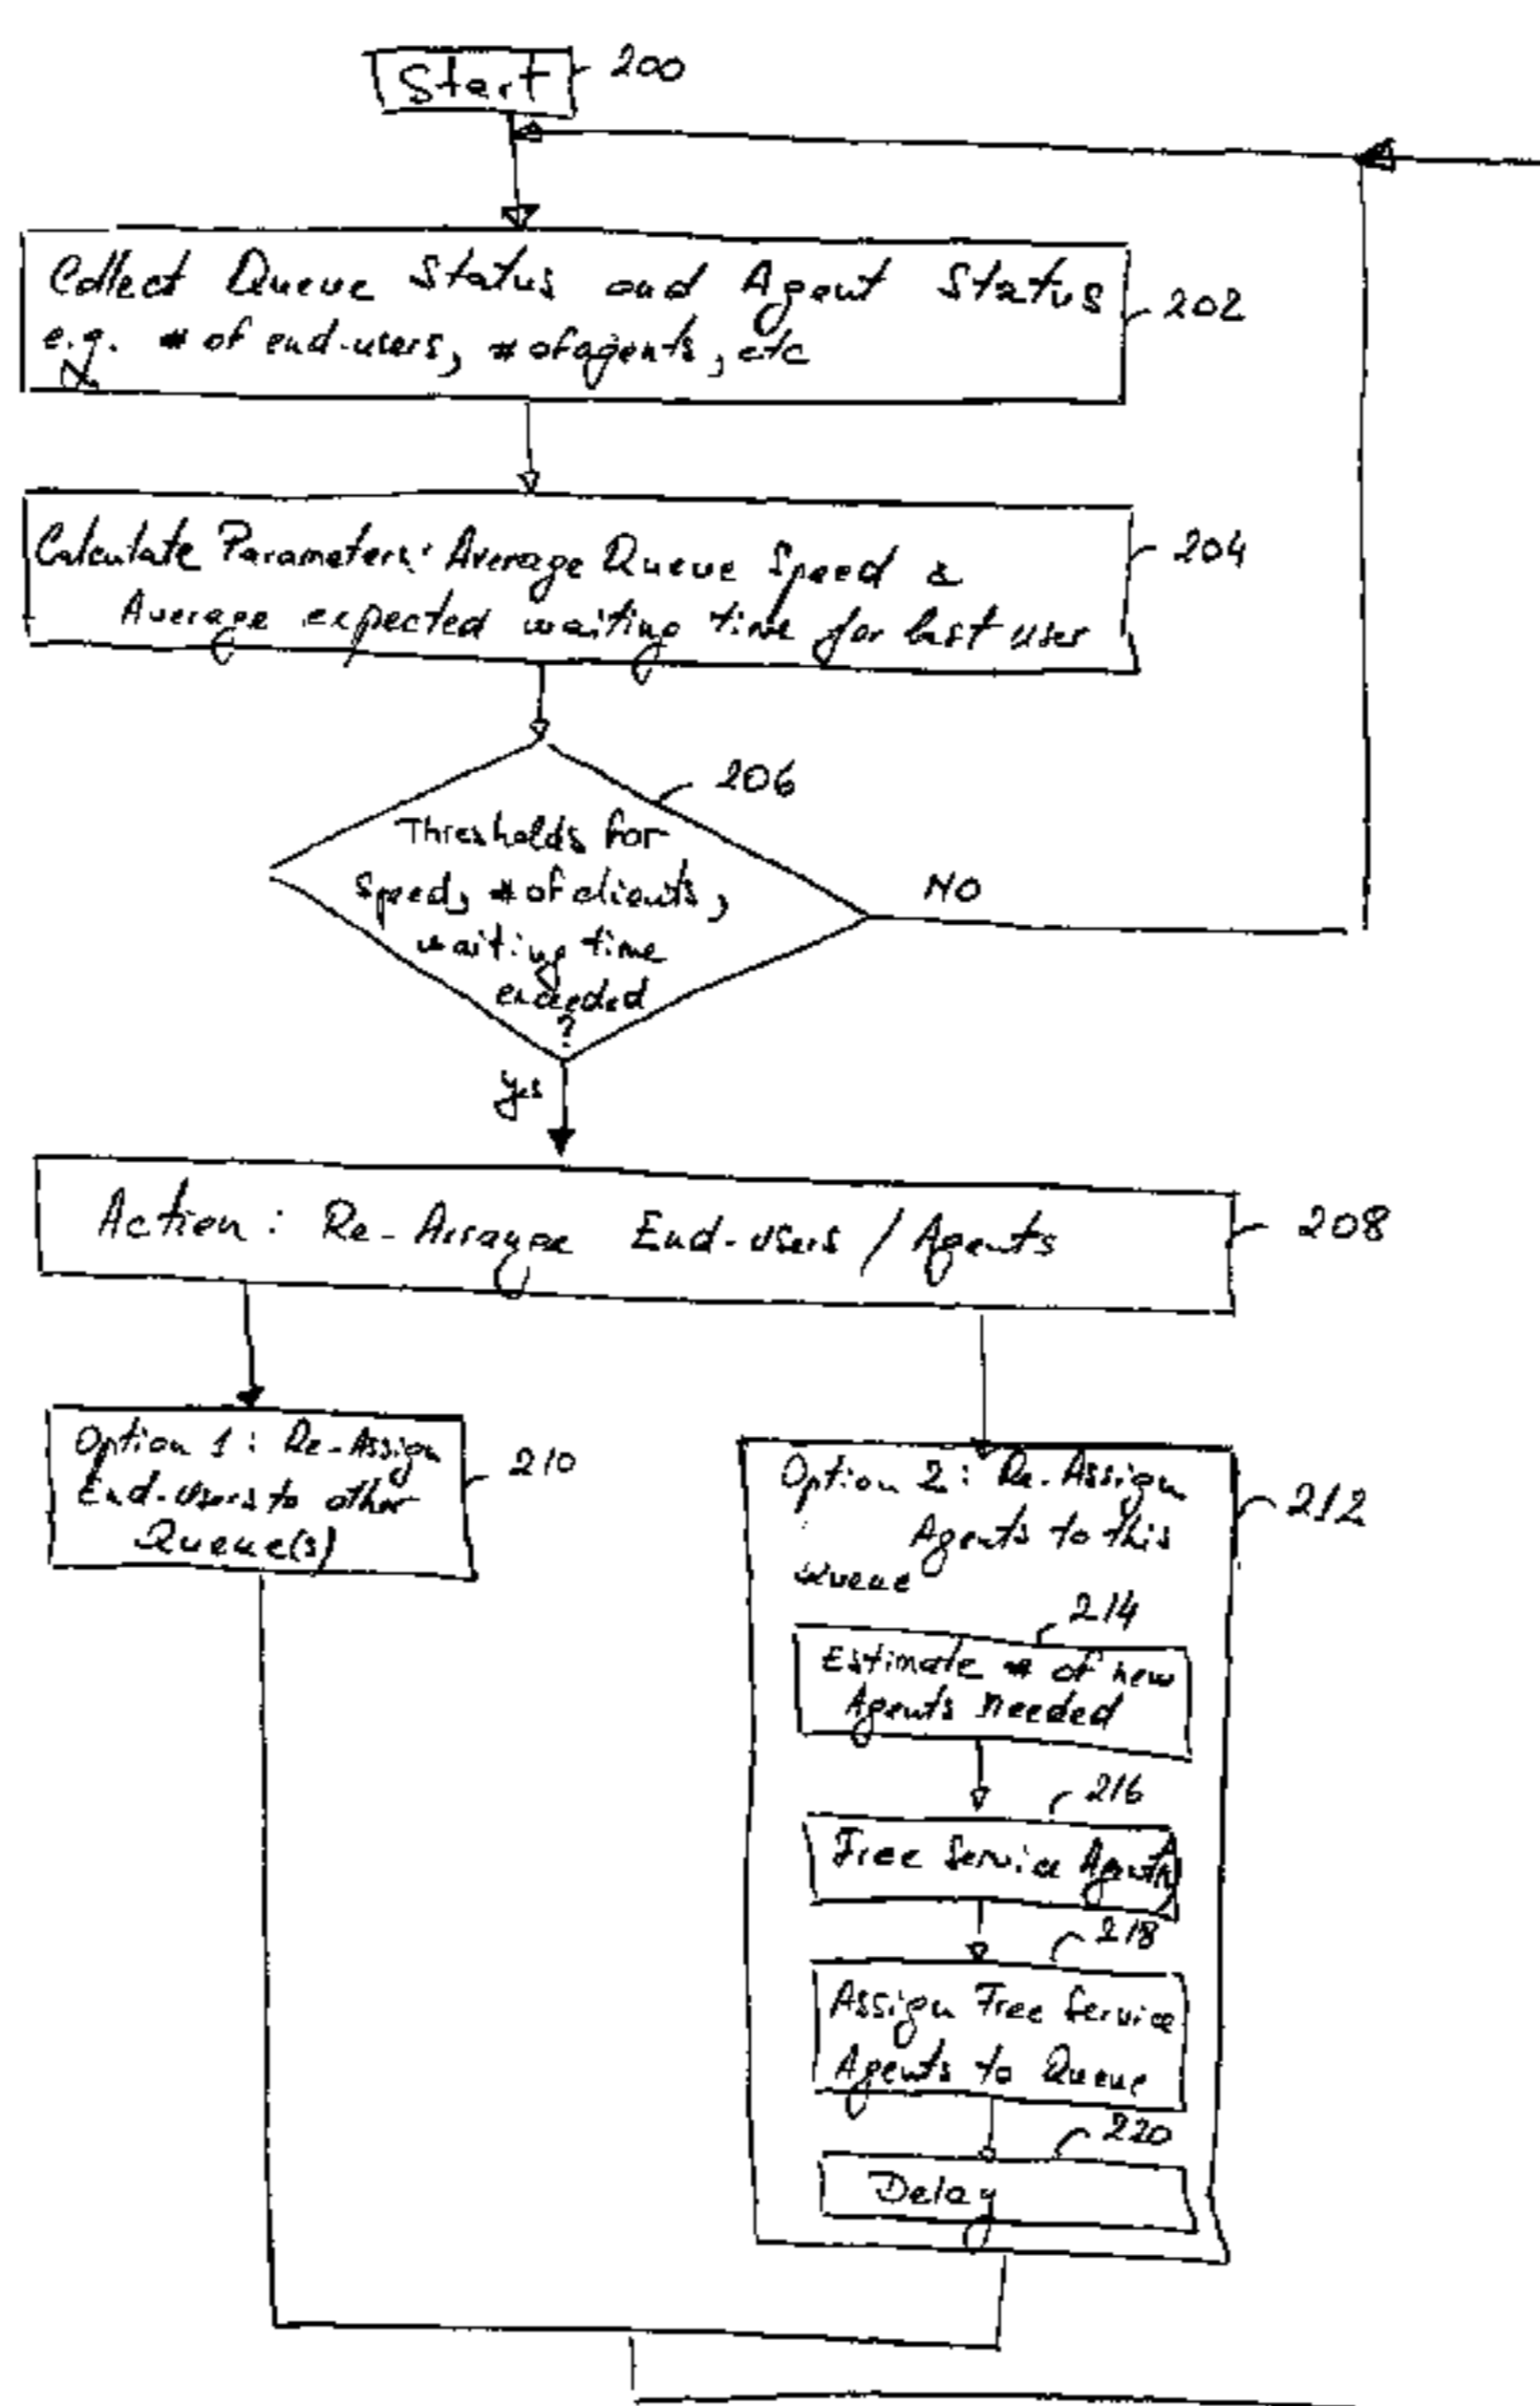 Start 200
Collect Queue Status and Agent Status
e.g. # of end-users, # of agents, etc
202
Calculate Parameters: Average Queue Speed &
Average expected waiting time for last user
204
206
Thresholds for
Speed, # of clients,
waiting time
exceeded
?
NO
yes
Action: Re-Arrange End-users / Agents
208
Option 1: Re-Assign
End-Users to other
Queue(s)
210
Option 2: Re-Assign
Agents to this
Queue
212
214
Estimate # of new
Agents Needed
216
Free Service Agents
218
Assign Free Service
Agents to Queue
220
Delay